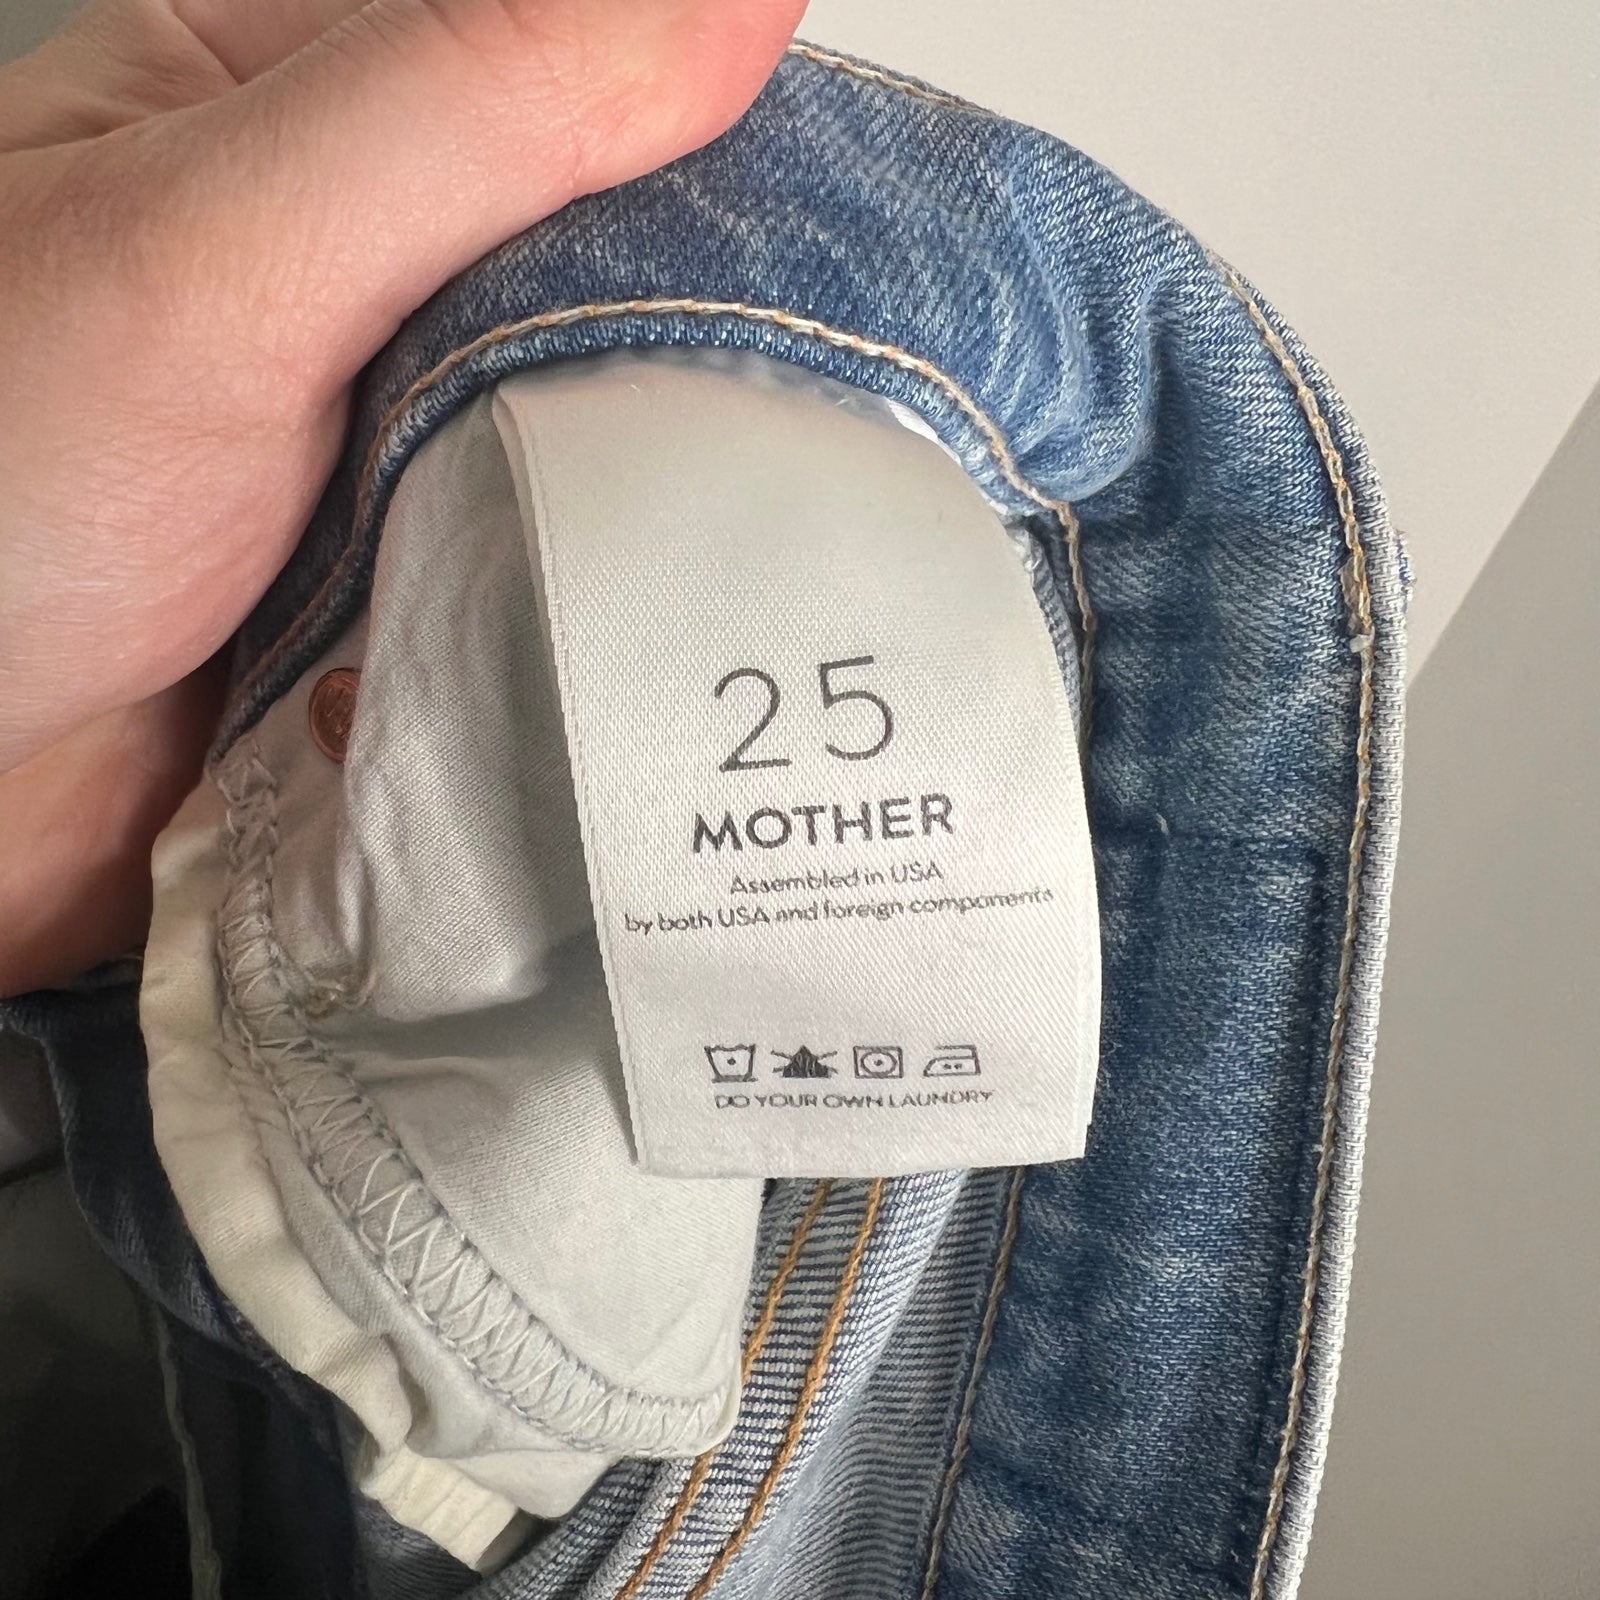 25
MOTHER
Assembled in USA
by both USA and foreign components
DO YOUR OWN LAUNDRY